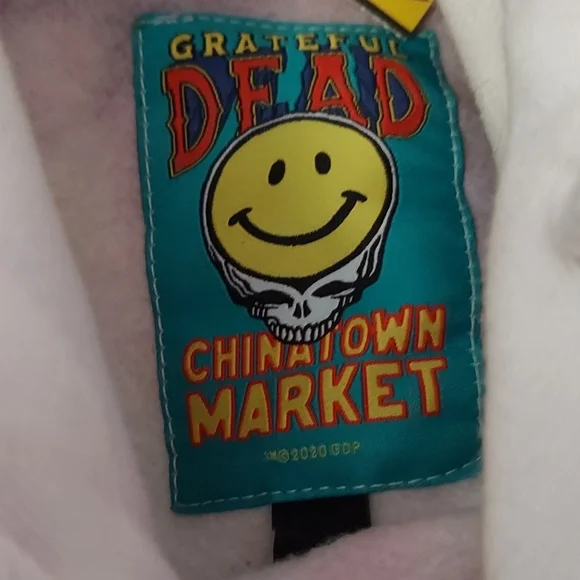 GRATEFUL
DEAD
CHINATOWN
MARKET
™©2020 GDP